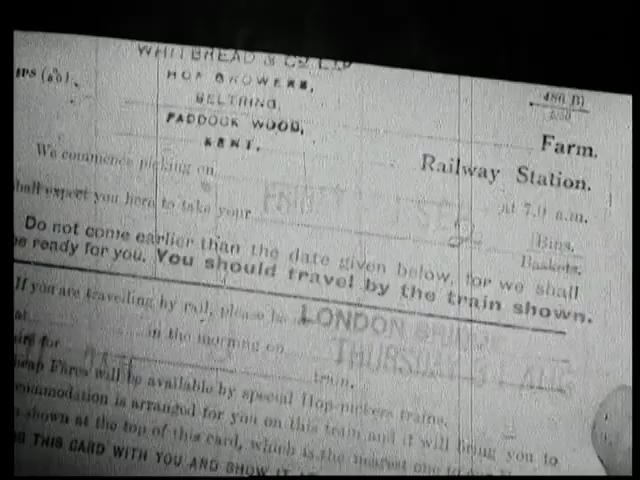 WHITBREAD & Co. LTD
HOP GROWERS,
BELTRING,
PADDOCK WOOD,
KENT.
Farm.
Railway Station.
We commence picking on
at 7.0 a.m.
shall expect you here to take your
Bins.
Baskets.
Do not come earlier than the date given below, for we shall
be ready for you. You should travel by the train shown.
If you are travelling by rail, please be
LONDON BRIDGE
at
in the morning on
THURSDAY
for
train.
Cheap Fares will be available by special Hop-pickers trains.
accommodation is arranged for you on this train and it will bring you to
shown at the top of this card, which is the nearest one to
THIS CARD WITH YOU AND SHOW IT